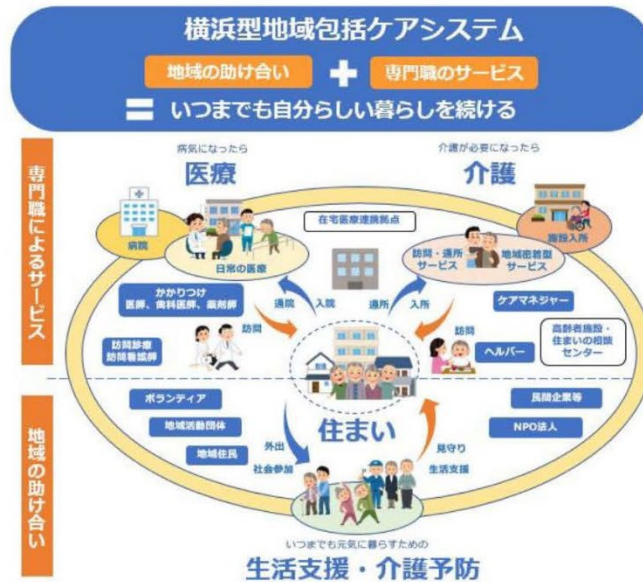 横浜型地域包括ケアシステム
地域の助け合い + 専門職のサービス
= いつまでも自分らしい暮らしを続ける
専門職によるサービス
病気になったら
医療
介護が必要になったら
介護
病院
日常の医療
在宅医療連携拠点
訪問・通所
サービス
地域密着型
サービス
施設入所
かかりつけ
医師、歯科医師、薬剤師
通院
入院
通所
入所
ケアマネジャー
訪問
訪問
訪問診療
訪問看護師
ヘルパー
高齢者施設・
住まいの相談
センター
地域の助け合い
ボランティア
地域活動団体
地域住民
住まい
民間企業等
NPO法人
外出
社会参加
見守り
生活支援
いつまでも元気に暮らすための
生活支援・介護予防